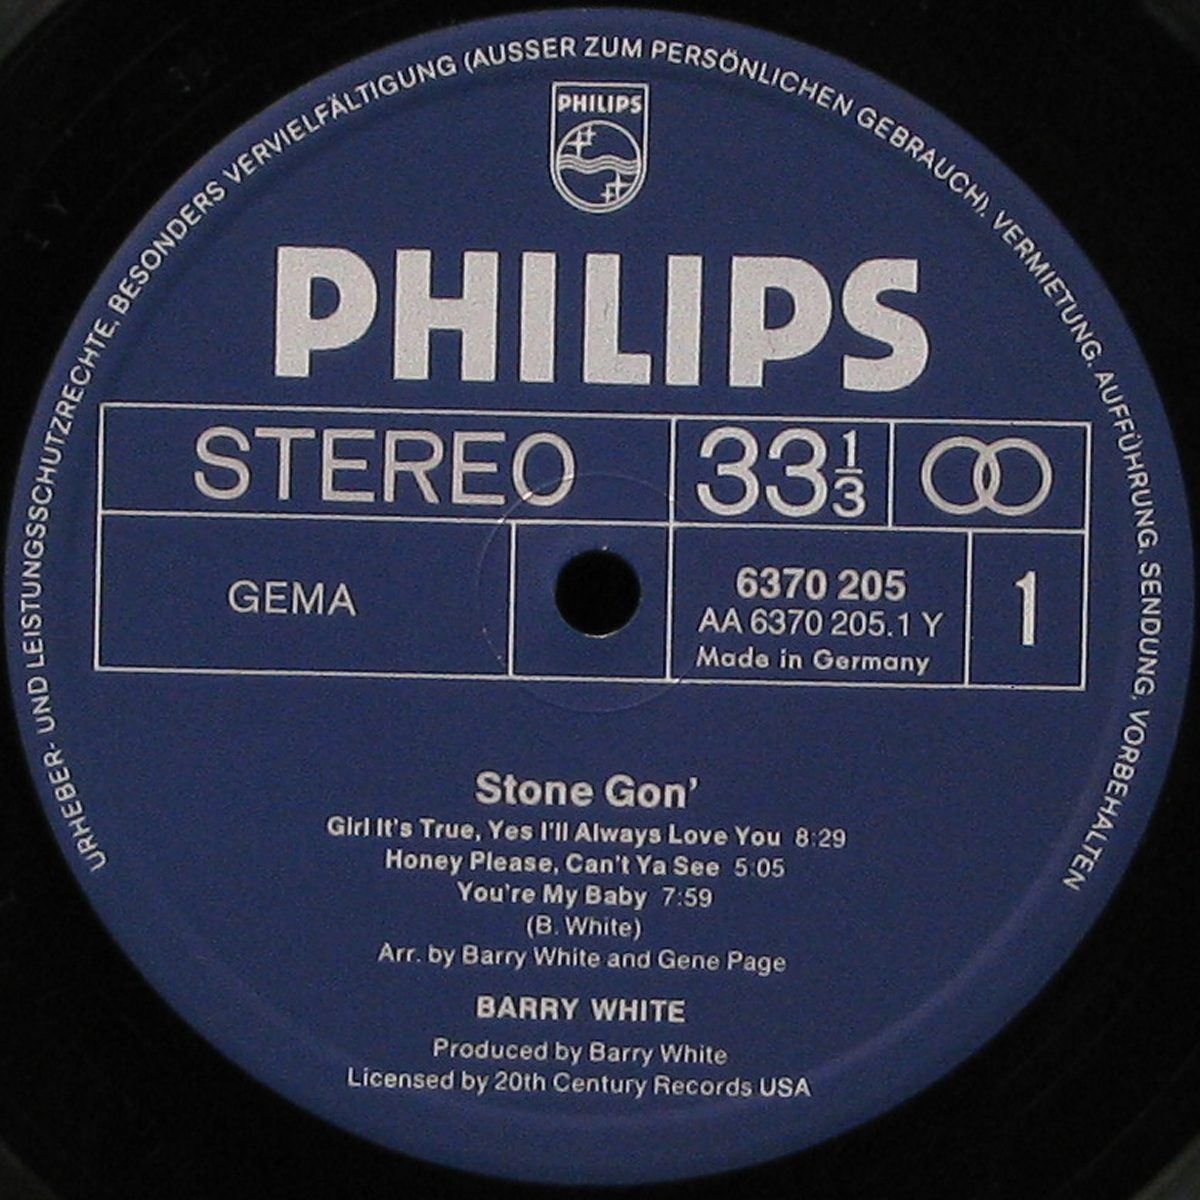 URHEBER- UND LEISTUNGSSCHUTZRECHTE, BESONDERS VERVIELFÄLTIGUNG (AUSSER ZUM PERSÖNLICHEN GEBRAUCH). VERMIETUNG. AUFFÜHRUNG. SENDUNG, VORBEHALTEN
PHILIPS
PHILIPS
STEREO 33 1/3
GEMA
6370 205
AA 6370 205.1 Y
Made in Germany
1
Stone Gon'
Girl It's True, Yes I'll Always Love You 8:29
Honey Please, Can't Ya See 5:05
You're My Baby 7:59
(B. White)
Arr. by Barry White and Gene Page
BARRY WHITE
Produced by Barry White
Licensed by 20th Century Records USA